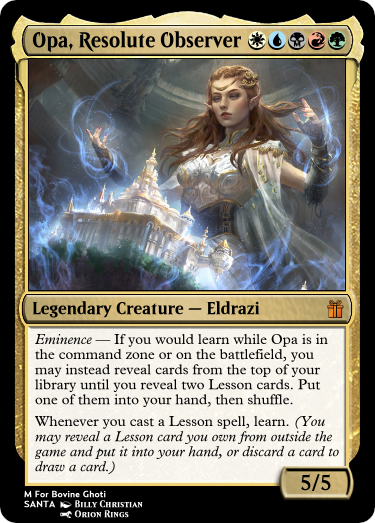 Opa, Resolute Observer
Legendary Creature — Eldrazi
Eminence — If you would learn while Opa is in
the command zone or on the battlefield, you
may instead reveal cards from the top of your
library until you reveal two Lesson cards. Put
one of them into your hand, then shuffle.
Whenever you cast a Lesson spell, learn. (You
may reveal a Lesson card you own from outside
the game and put it into your hand, or discard a card to
draw a card.)
5/5
M For Bovine Ghoti
SANTA Billy Christian
Orion Rings